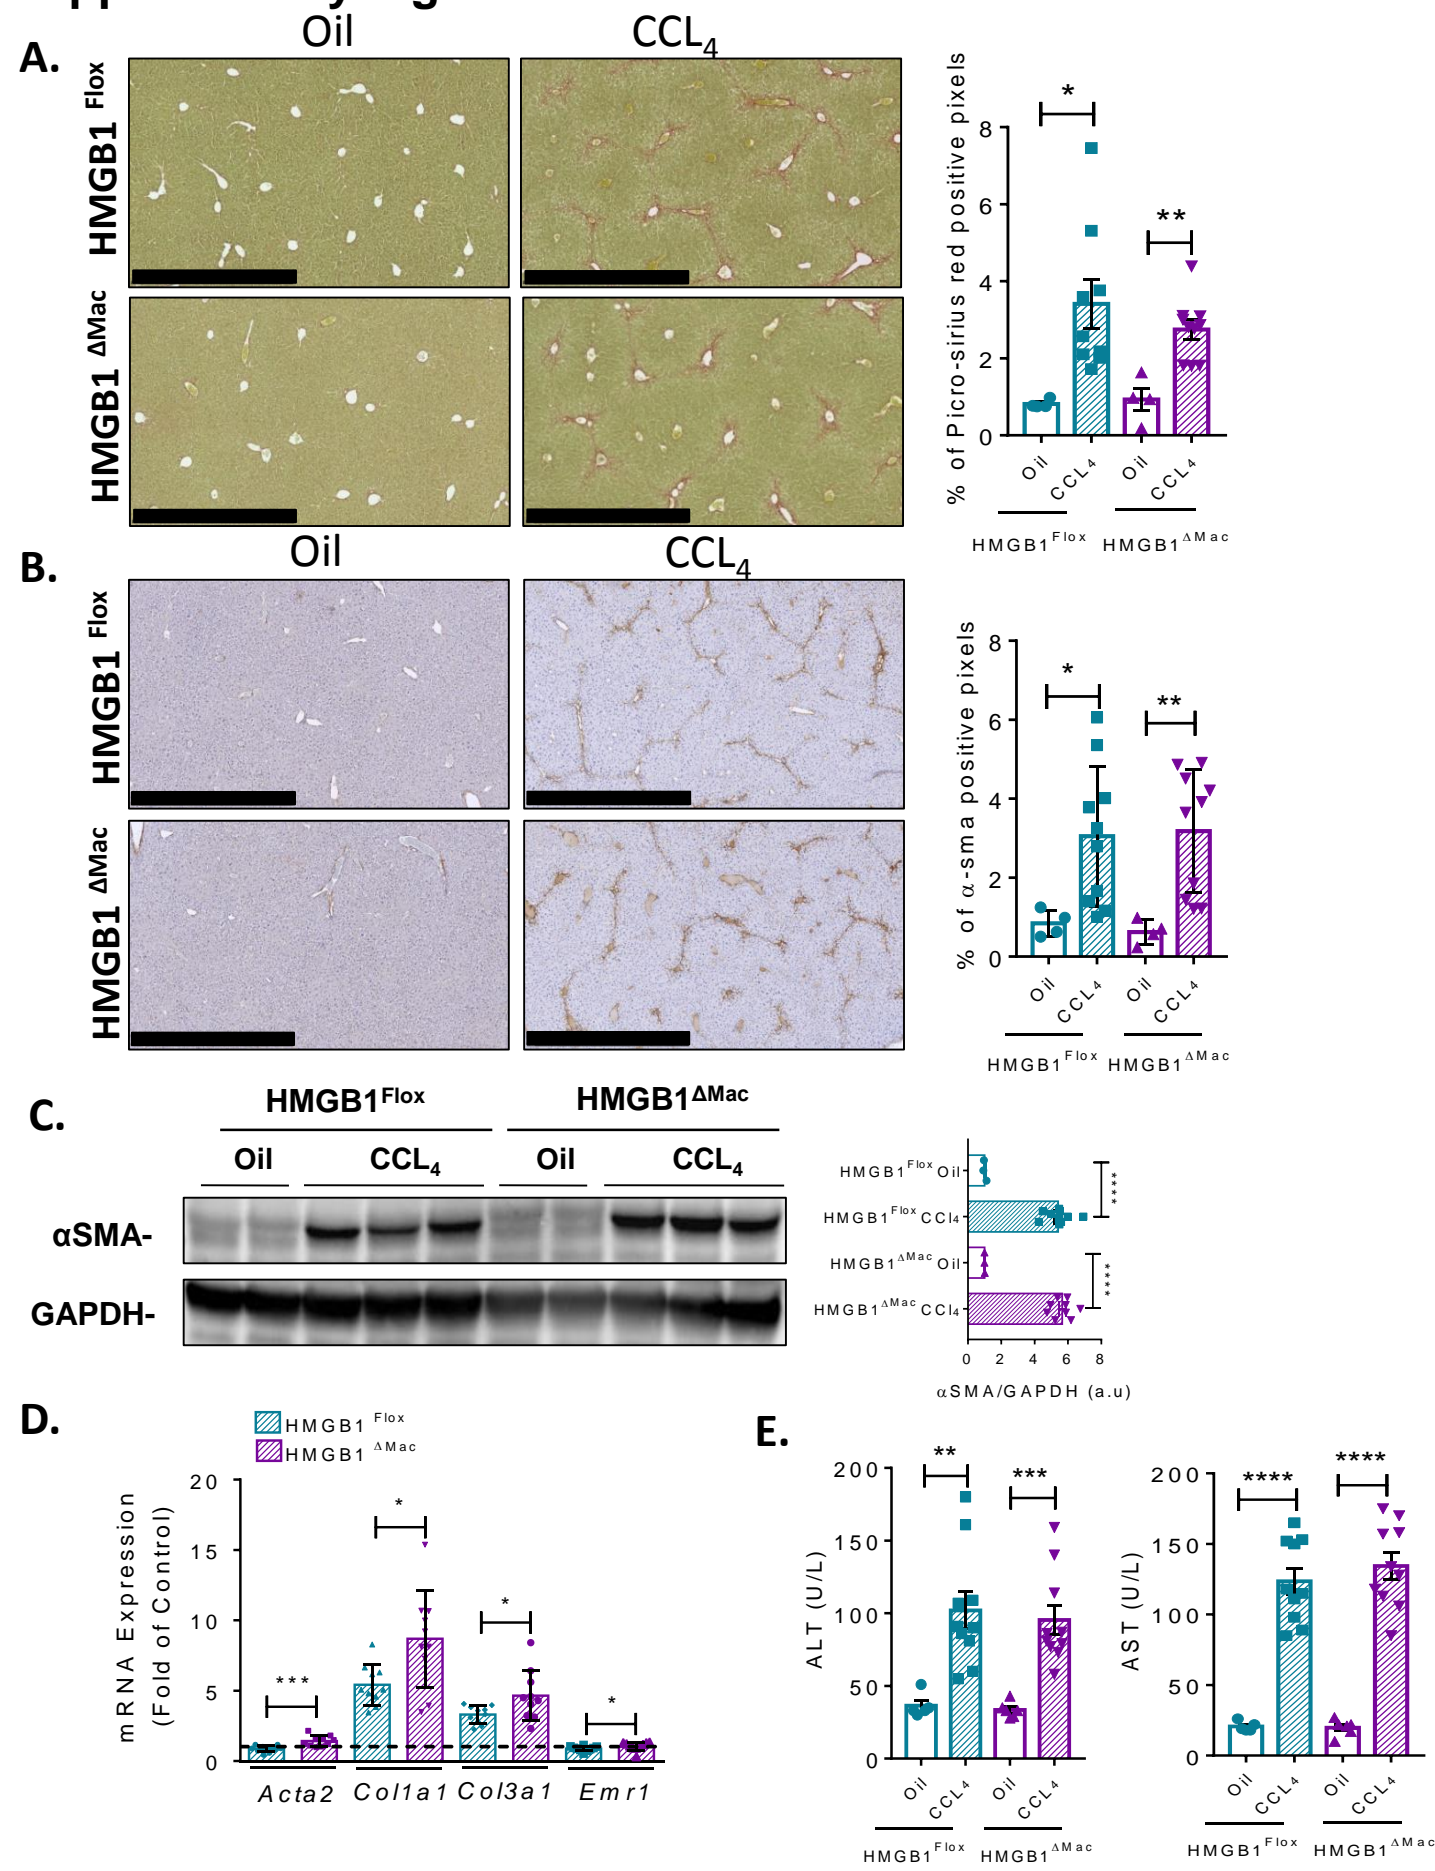 A.
Oil
CCL4
HMGB1 Flox
HMGB1 ΔMac
% of Picro-sirius red positive pixels
8
6
4
2
0
*
**
Oil
CCL4
Oil
CCL4
HMGB1Flox
HMGB1ΔMac
B.
Oil
CCL4
HMGB1 Flox
HMGB1 ΔMac
% of α-sma positive pixels
8
6
4
2
0
*
**
Oil
CCL4
Oil
CCL4
HMGB1Flox
HMGB1ΔMac
C.
HMGB1Flox
HMGB1ΔMac
Oil
CCL4
Oil
CCL4
αSMA-
GAPDH-
HMGB1Flox Oil
HMGB1Flox CCl4
HMGB1ΔMac Oil
HMGB1ΔMac CCl4
****
****
0 2 4 6 8
αSMA/GAPDH (a.u)
D.
HMGB1 Flox
HMGB1 ΔMac
mRNA Expression
(Fold of Control)
20
15
10
5
0
***
*
*
*
Acta2 Col1a1 Col3a1 Emr1
E.
ALT (U/L)
200
150
100
50
0
**
***
Oil
CCL4
Oil
CCL4
HMGB1Flox
HMGB1ΔMac
AST (U/L)
200
150
100
50
0
****
****
Oil
CCL4
Oil
CCL4
HMGB1Flox
HMGB1ΔMac